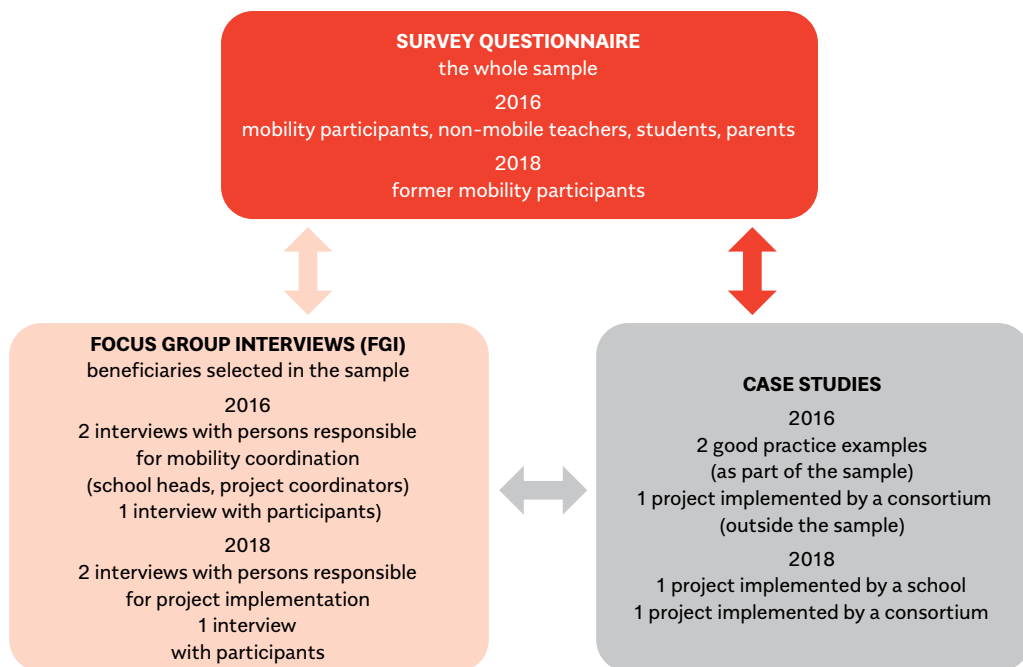 SURVEY QUESTIONNAIRE
the whole sample
2016
mobility participants, non-mobile teachers, students, parents
2018
former mobility participants
FOCUS GROUP INTERVIEWS (FGI)
beneficiaries selected in the sample
2016
2 interviews with persons responsible
for mobility coordination
(school heads, project coordinators)
1 interview with participants)
2018
2 interviews with persons responsible
for project implementation
1 interview
with participants
CASE STUDIES
2016
2 good practice examples
(as part of the sample)
1 project implemented by a consortium
(outside the sample)
2018
1 project implemented by a school
1 project implemented by a consortium